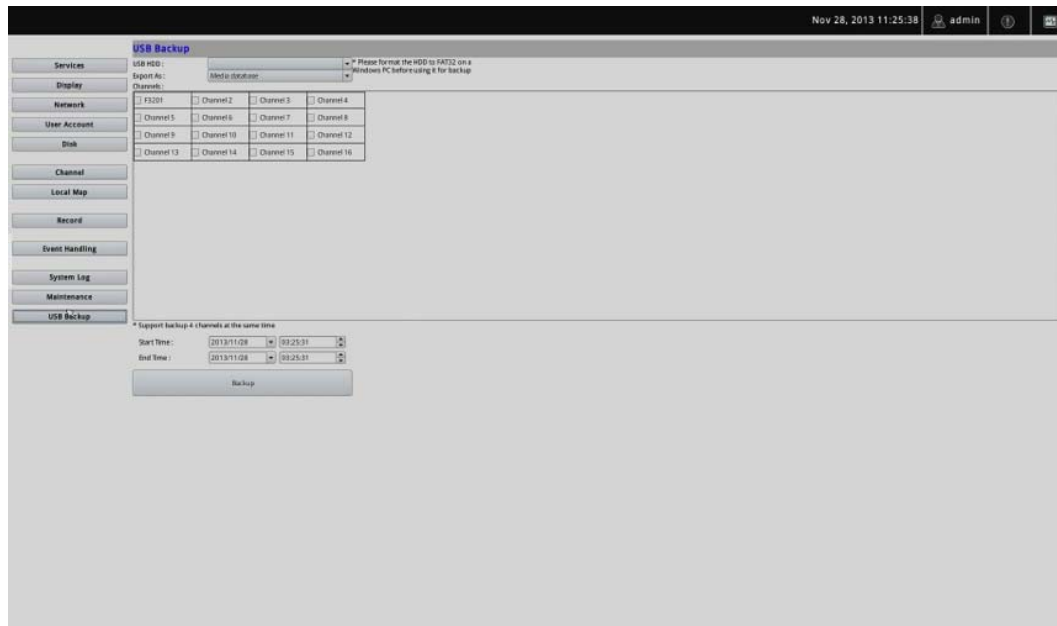 Nov 28, 2013 11:25:38 admin
USB Backup
Services
Display
Network
User Account
Disk
Channel
Local Map
Record
Event Handling
System Log
Maintenance
USB Backup
USB HDD :
* Please format the HDD to FAT32 on a
Windows PC before using it for backup
Export As : Media database
Channels :
F3201 Channel 2 Channel 3 Channel 4
Channel 5 Channel 6 Channel 7 Channel 8
Channel 9 Channel 10 Channel 11 Channel 12
Channel 13 Channel 14 Channel 15 Channel 16
* Support backup 4 channels at the same time
Start Time : 2013/11/28 03:25:31
End Time : 2013/11/28 03:25:31
Backup